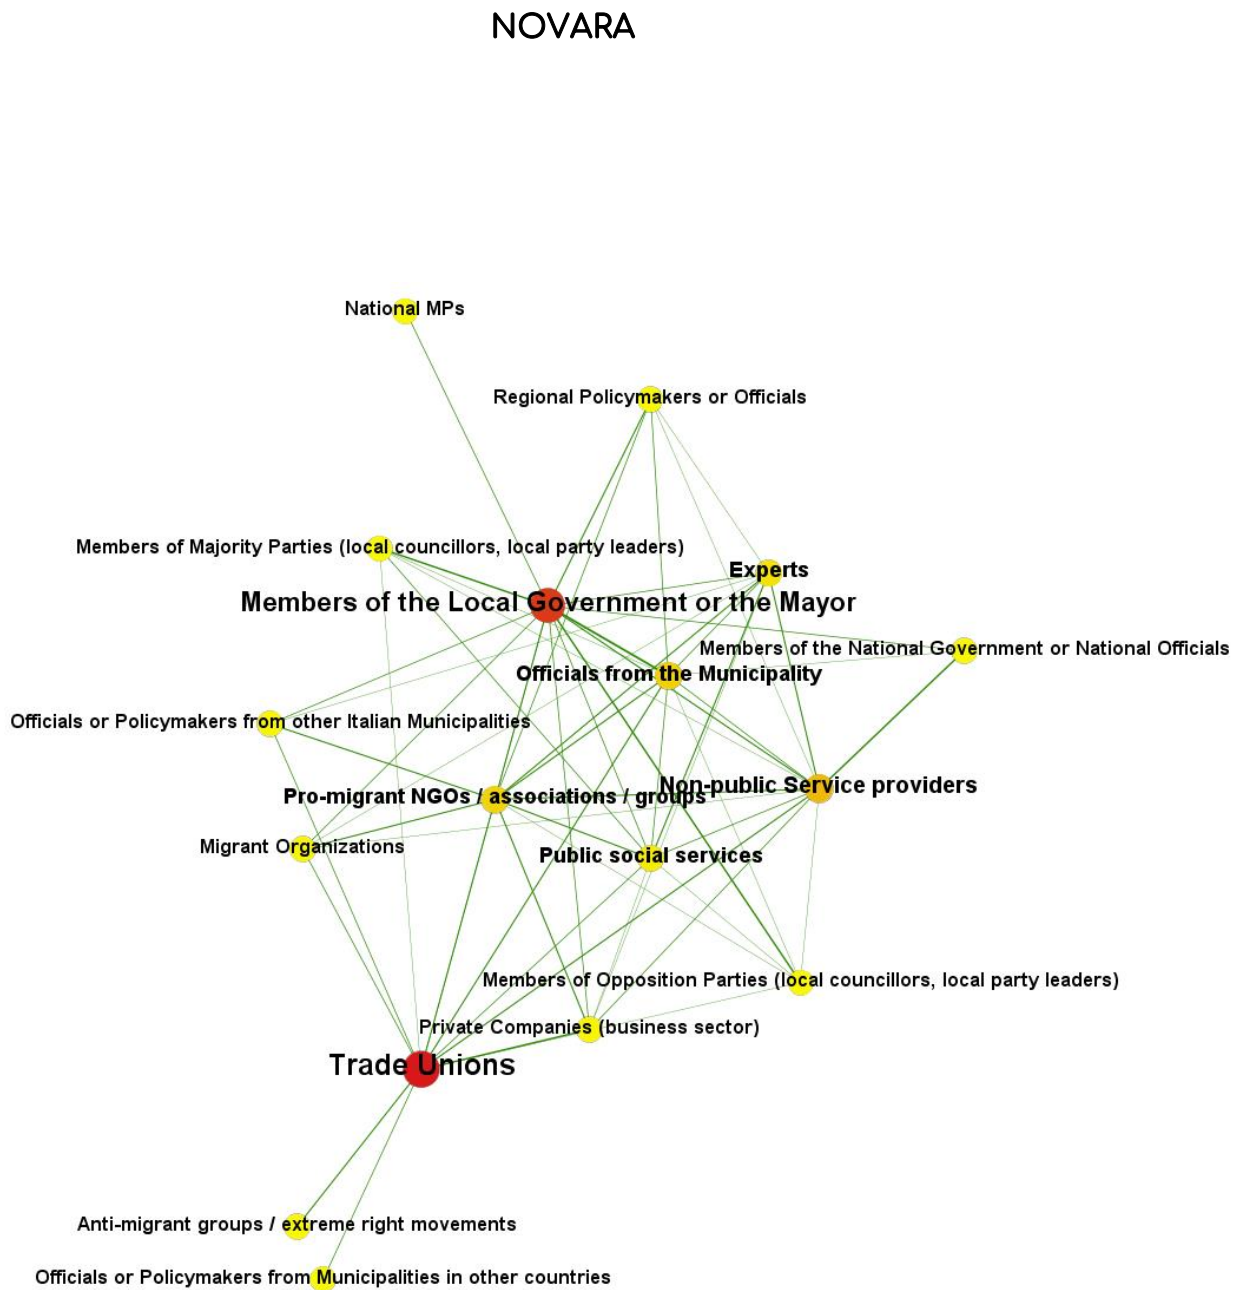 NOVARA
National MPs
Regional Policymakers or Officials
Members of Majority Parties (local councillors, local party leaders)
Experts
Members of the Local Government or the Mayor
Members of the National Government or National Officials
Officials from the Municipality
Officials or Policymakers from other Italian Municipalities
Non-public Service providers
Pro-migrant NGOs / associations / groups
Migrant Organizations
Public social services
Members of Opposition Parties (local councillors, local party leaders)
Private Companies (business sector)
Trade Unions
Anti-migrant groups / extreme right movements
Officials or Policymakers from Municipalities in other countries